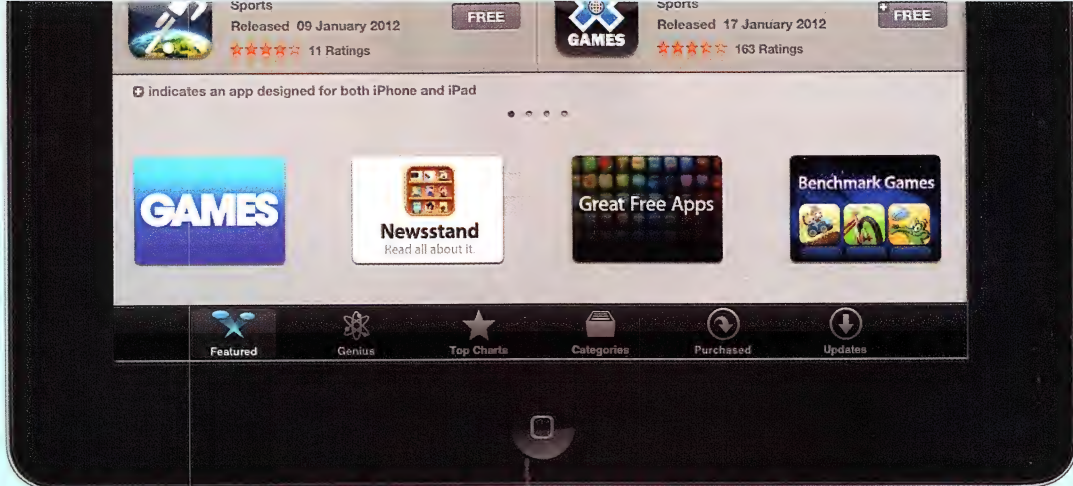 Sports
Released 09 January 2012
11 Ratings
FREE
GAMES
Sports
Released 17 January 2012
163 Ratings
+ FREE
+ indicates an app designed for both iPhone and iPad
GAMES
Newsstand
Read all about it.
Great Free Apps
Benchmark Games
Featured
Genius
Top Charts
Categories
Purchased
Updates